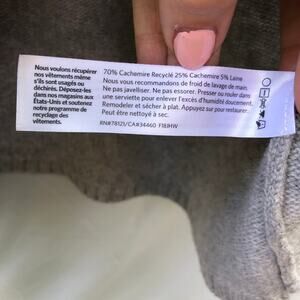 Nous voulons récupérer
nos vêtements même
s'ils sont usagés ou
déchirés. Déposez-les
dans nos magasins aux
États-Unis et soutenez
notre programme de
recyclage des
vêtements.
70% Cachemire Recyclé 25% Cachemire 5% Laine
Nous vous recommandons de lavage de main.
Ne pas javelliser. Ne pas essorer. Presser ou rouler dans
une serviette pour enlever l'excès d'humidité doucement.
Remodeler et sécher à plat. Appuyez sur pour restaurer.
Peut être nettoyé à sec.
RN#78121/CA#34460 F18JHW